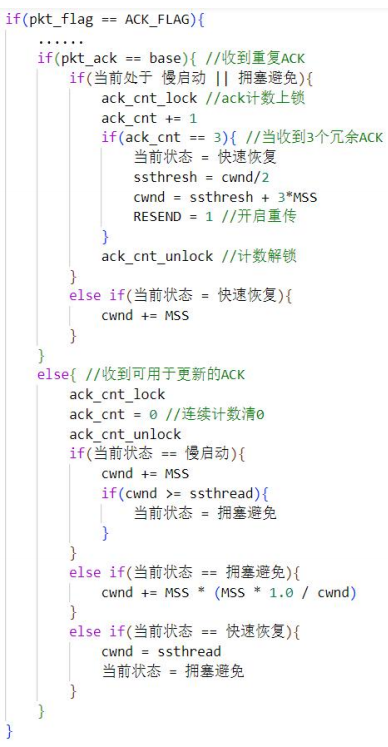 if(pkt_flag == ACK_FLAG){
    ......
    if(pkt_ack == base){ //收到重复ACK
        if(当前处于 慢启动 || 拥塞避免){
            ack_cnt_lock //ack计数上锁
            ack_cnt += 1
            if(ack_cnt == 3){ //当收到3个冗余ACK
                当前状态 = 快速恢复
                ssthresh = cwnd/2
                cwnd = ssthresh + 3*MSS
                RESEND = 1 //开启重传
            }
            ack_cnt_unlock //计数解锁
        }
        else if(当前状态 = 快速恢复){
            cwnd += MSS
        }
    }
    else{ //收到可用于更新的ACK
        ack_cnt_lock
        ack_cnt = 0 //连续计数清0
        ack_cnt_unlock
        if(当前状态 == 慢启动){
            cwnd += MSS
            if(cwnd >= ssthread){
                当前状态 = 拥塞避免
            }
        }
        else if(当前状态 == 拥塞避免){
            cwnd += MSS * (MSS * 1.0 / cwnd)
        }
        else if(当前状态 == 快速恢复){
            cwnd = ssthread
            当前状态 = 拥塞避免
        }
    }
}